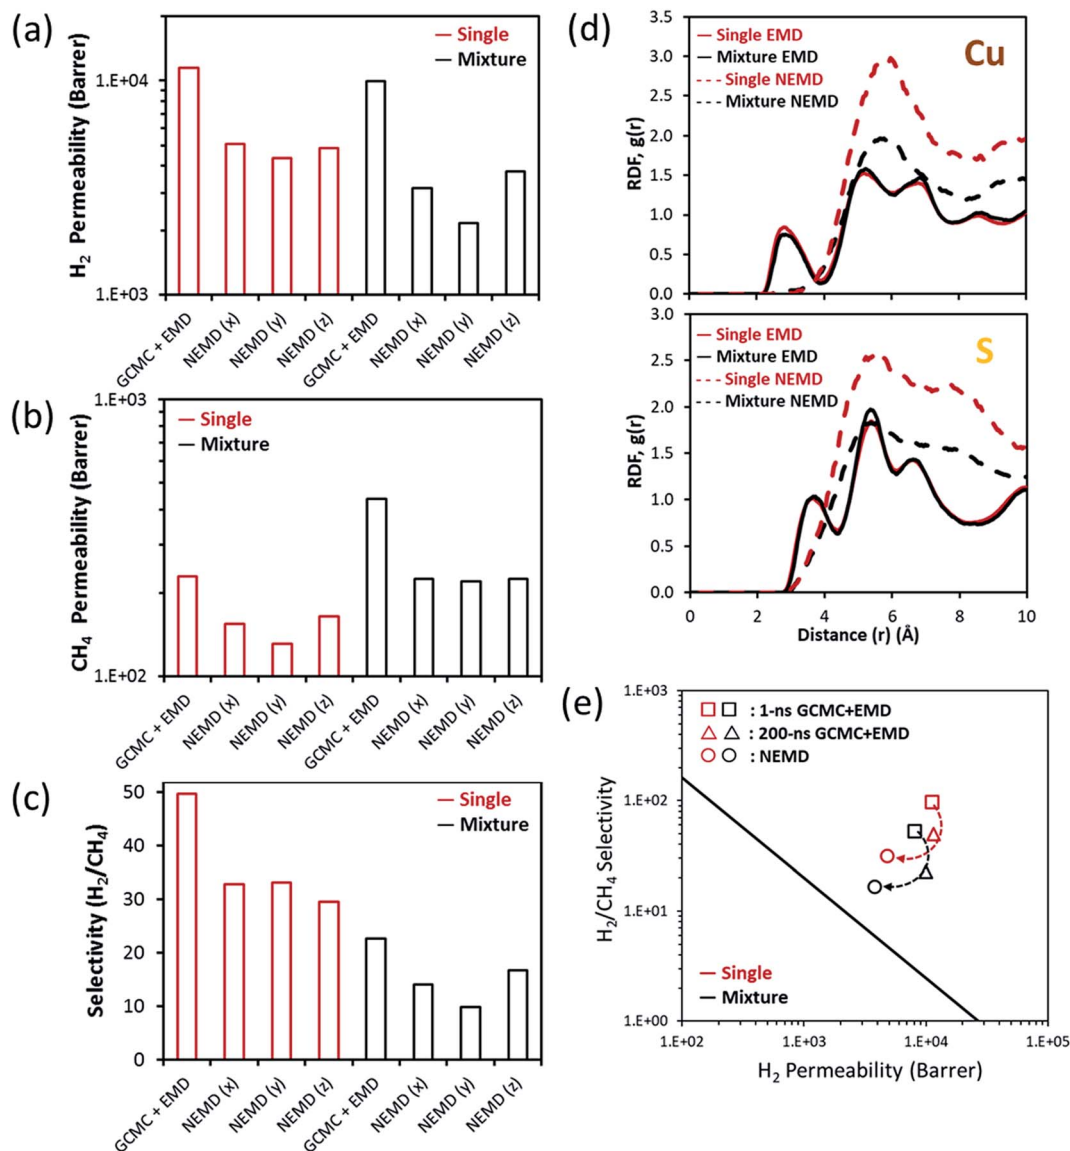 (a)
H2 Permeability (Barrer)
1.E+04
1.E+03
Single
Mixture
GCMC + EMD
NEMD (x)
NEMD (y)
NEMD (z)
GCMC + EMD
NEMD (x)
NEMD (y)
NEMD (z)
(b)
CH4 Permeability (Barrer)
1.E+03
1.E+02
Single
Mixture
GCMC + EMD
NEMD (x)
NEMD (y)
NEMD (z)
GCMC + EMD
NEMD (x)
NEMD (y)
NEMD (z)
(c)
Selectivity (H2/CH4)
50
40
30
20
10
0
Single
Mixture
GCMC + EMD
NEMD (x)
NEMD (y)
NEMD (z)
GCMC + EMD
NEMD (x)
NEMD (y)
NEMD (z)
(d)
RDF, g(r)
3.5
3.0
2.5
2.0
1.5
1.0
0.5
0.0
Single EMD
Mixture EMD
Single NEMD
Mixture NEMD
Cu
RDF, g(r)
3.0
2.5
2.0
1.5
1.0
0.5
0.0
Single EMD
Mixture EMD
Single NEMD
Mixture NEMD
S
0 2 4 6 8 10
Distance (r) (Å)
(e)
H2/CH4 Selectivity
1.E+03
1.E+02
1.E+01
1.E+00
: 1-ns GCMC+EMD
: 200-ns GCMC+EMD
: NEMD
Single
Mixture
1.E+02 1.E+03 1.E+04 1.E+05
H2 Permeability (Barrer)